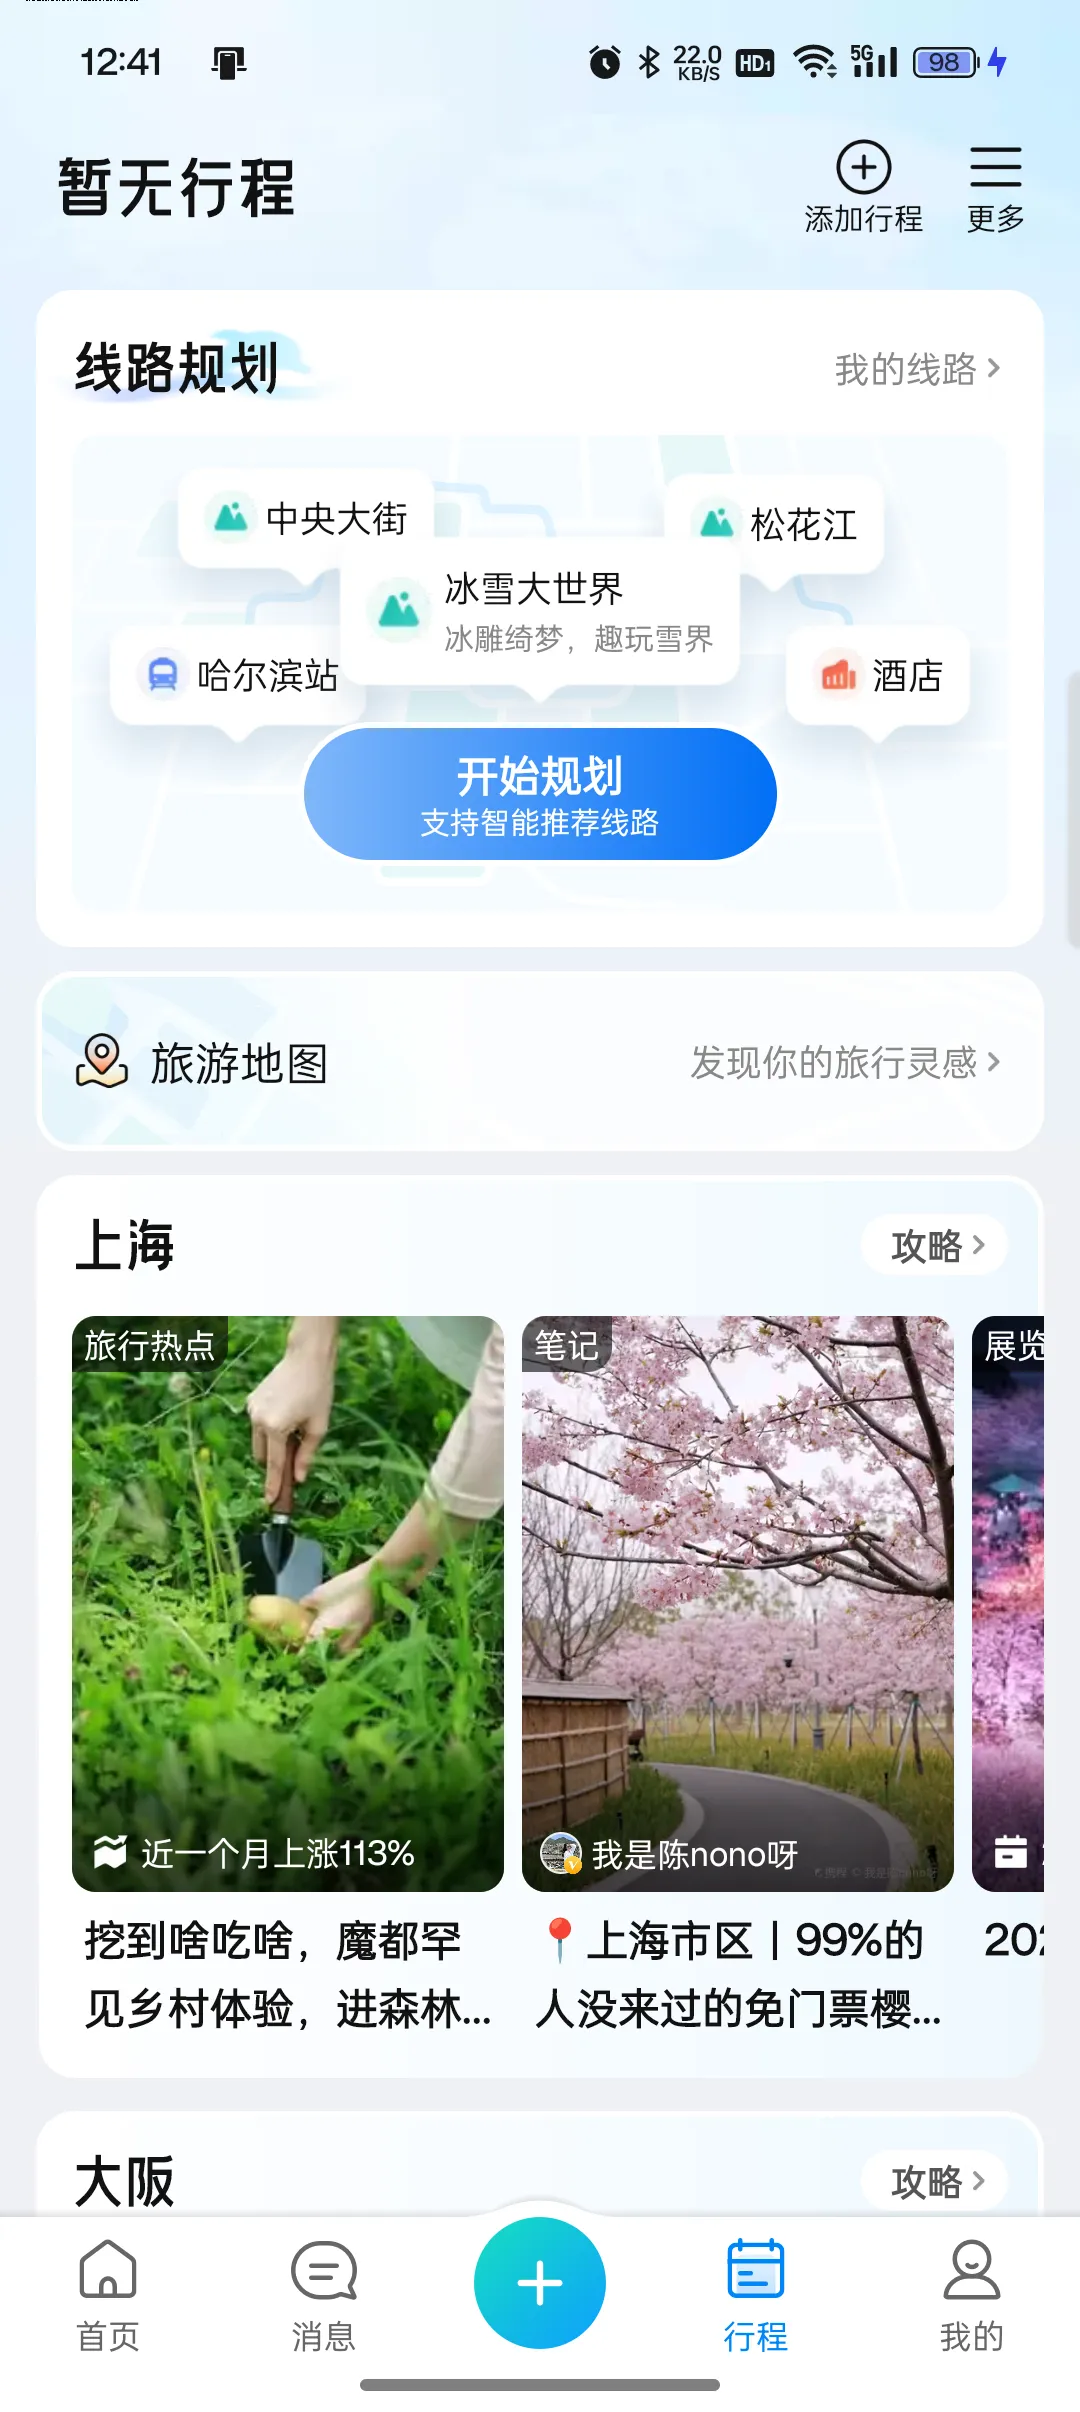 12:41
22.0
KB/S
HD1
5G
98
暂无行程
添加行程
更多
线路规划
我的线路
中央大街
松花江
冰雪大世界
冰雕绮梦，趣玩雪界
哈尔滨站
酒店
开始规划
支持智能推荐线路
旅游地图
发现你的旅行灵感
上海
攻略
旅行热点
笔记
展览
近一个月上涨113%
我是陈nono呀
挖到啥吃啥，魔都罕
见乡村体验，进森林...
上海市区丨99%的
人没来过的免门票樱...
202
大阪
攻略
首页
消息
行程
我的